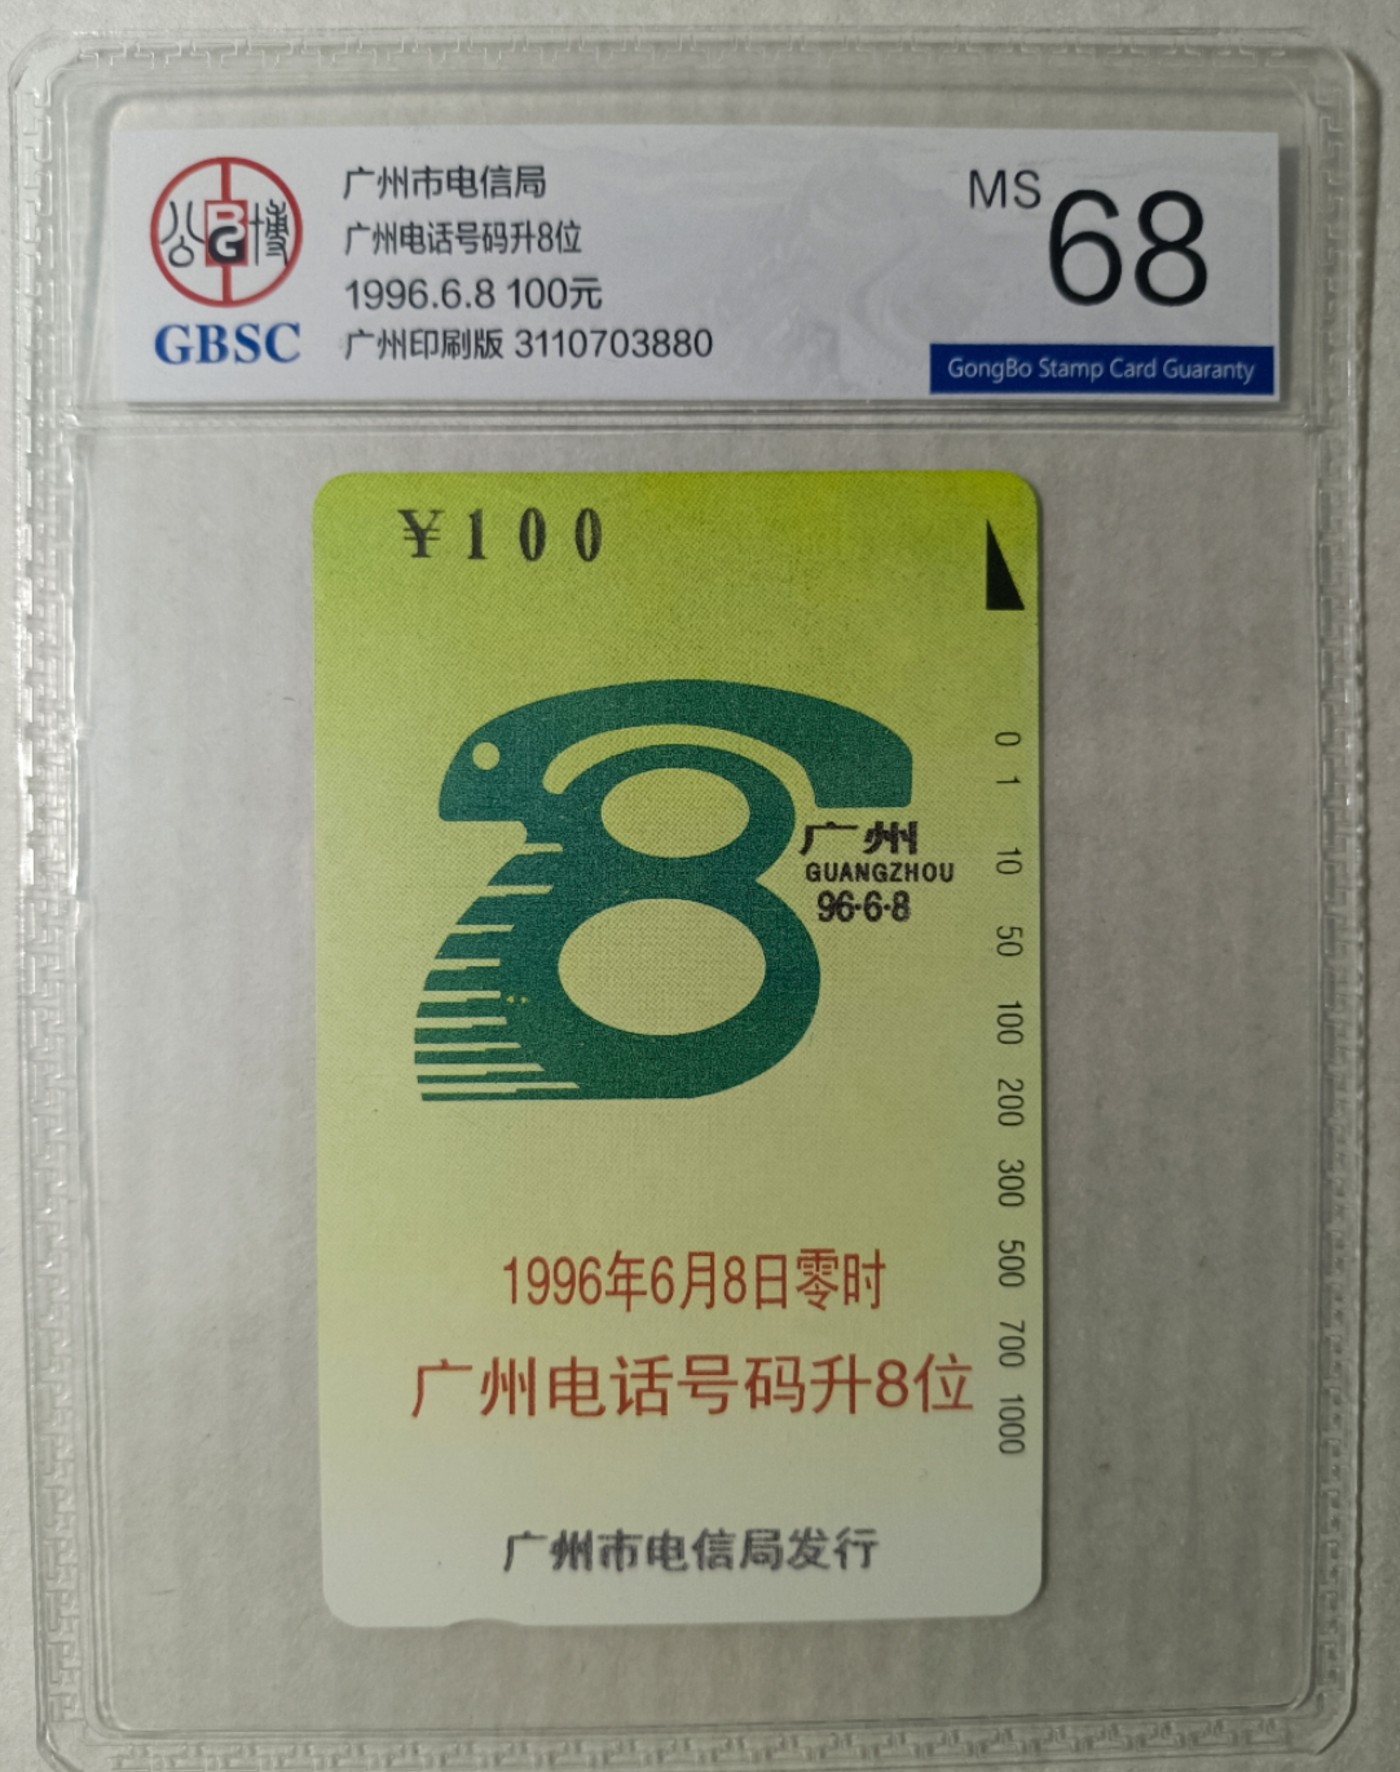 公博
BG
GBSC
广州市电信局
广州电话号码升8位
1996.6.8 100元
广州印刷版 3110703880
MS 68
GongBo Stamp Card Guaranty
¥100
广州
GUANGZHOU
96·6·8
0
1
10
50
100
200
300
500
700
1000
1996年6月8日零时
广州电话号码升8位
广州市电信局发行